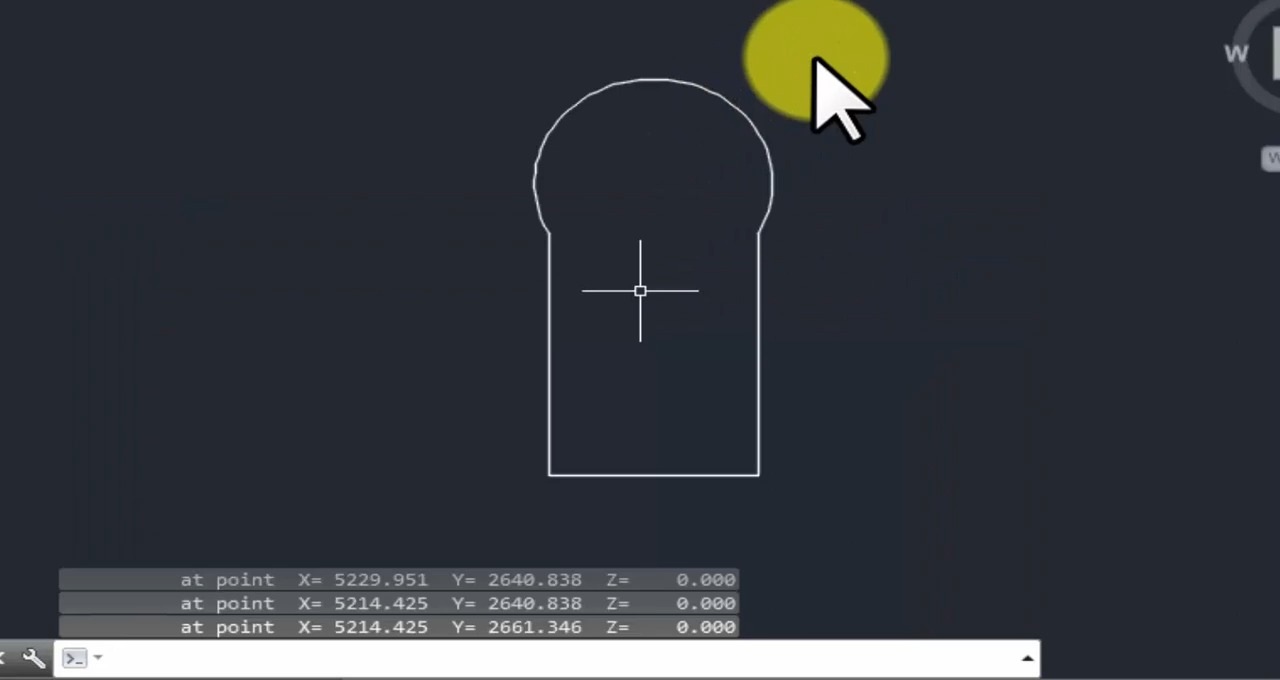 W
W
at point X= 5229.951 Y= 2640.838 Z= 0.000
at point X= 5214.425 Y= 2640.838 Z= 0.000
at point X= 5214.425 Y= 2661.346 Z= 0.000